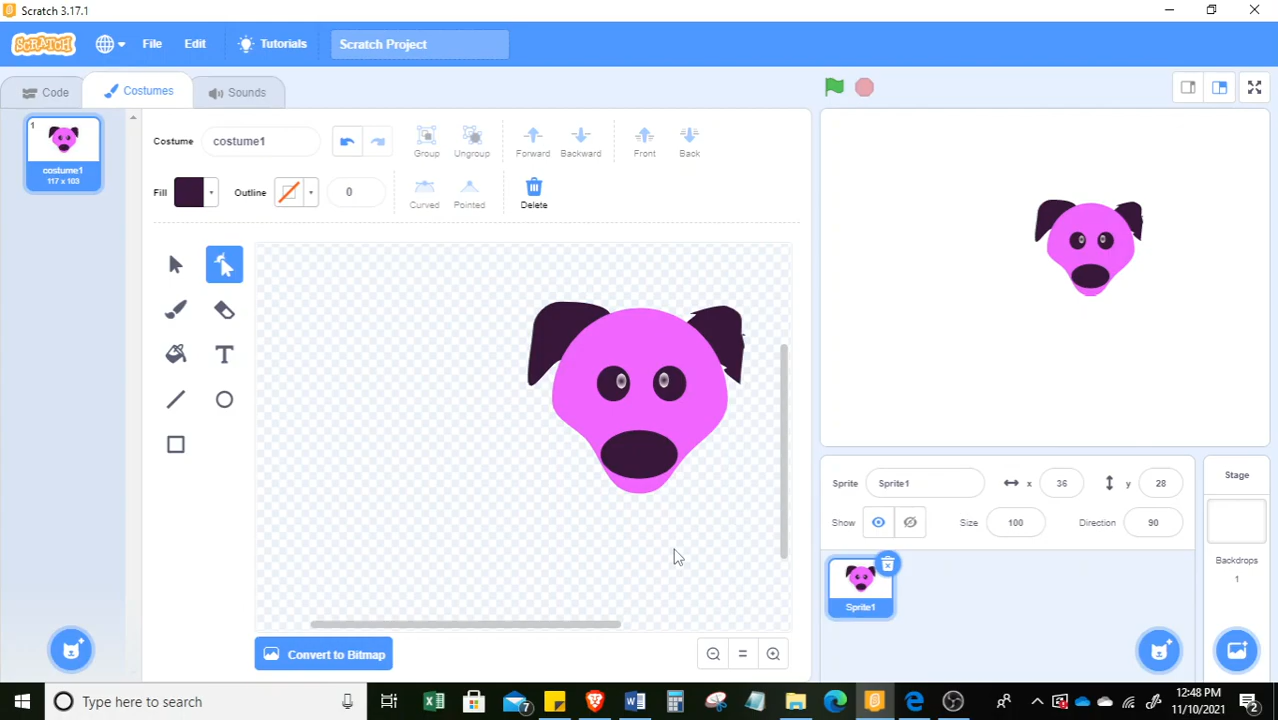 Scratch 3.17.1
SCRATCH File Edit Tutorials Scratch Project
Code Costumes Sounds
1
costume1
117 x 103
Costume costume1 Group Ungroup Forward Backward Front Back
Fill Outline 0 Curved Pointed Delete
T
Convert to Bitmap
Sprite Sprite1 x 36 y 28
Show Size 100 Direction 90
Sprite1
Stage
Backdrops
1
Type here to search
7
12:48 PM
11/10/2021
2